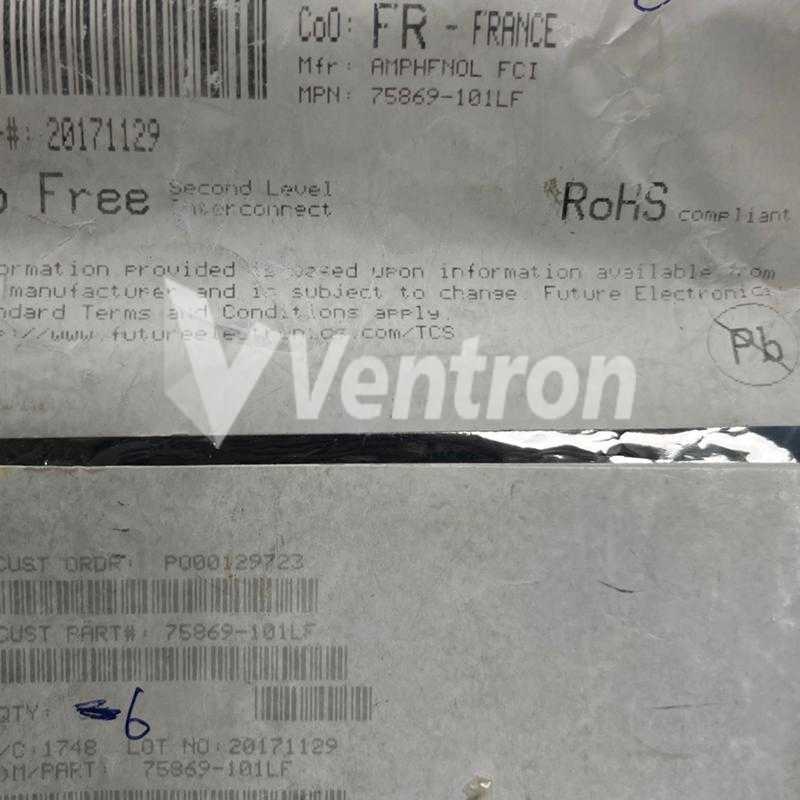 CoO: FR - FRANCE
Mfr: AMPHENOL FCI
MPN: 75869-101LF
#: 20171129
Free Second Level
Interconnect
RoHS compliant
ormation provided is based upon information available from
manufacturer and is subject to change. Future Electronics
ndard Terms and Conditions apply.
://www.futureelectronics.com/TCS
Pb
Ventron
CUST ORDR: PO00129723
CUST PART#: 75869-101LF
QTY: 6
/C: 1748 LOT NO: 20171129
M/PART: 75869-101LF